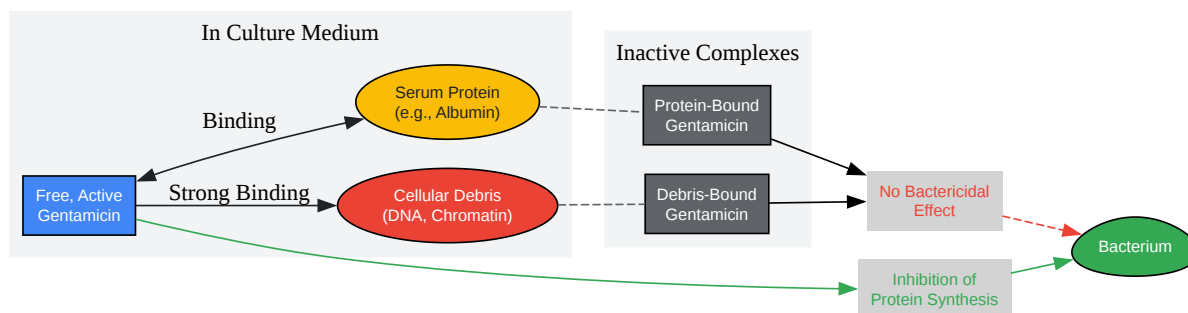 In Culture Medium
Inactive Complexes
Serum Protein
(e.g., Albumin)
Protein-Bound
Gentamicin
Binding
Free, Active
Gentamicin
Strong Binding
Cellular Debris
(DNA, Chromatin)
Debris-Bound
Gentamicin
No Bactericidal
Effect
Bacterium
Inhibition of
Protein Synthesis